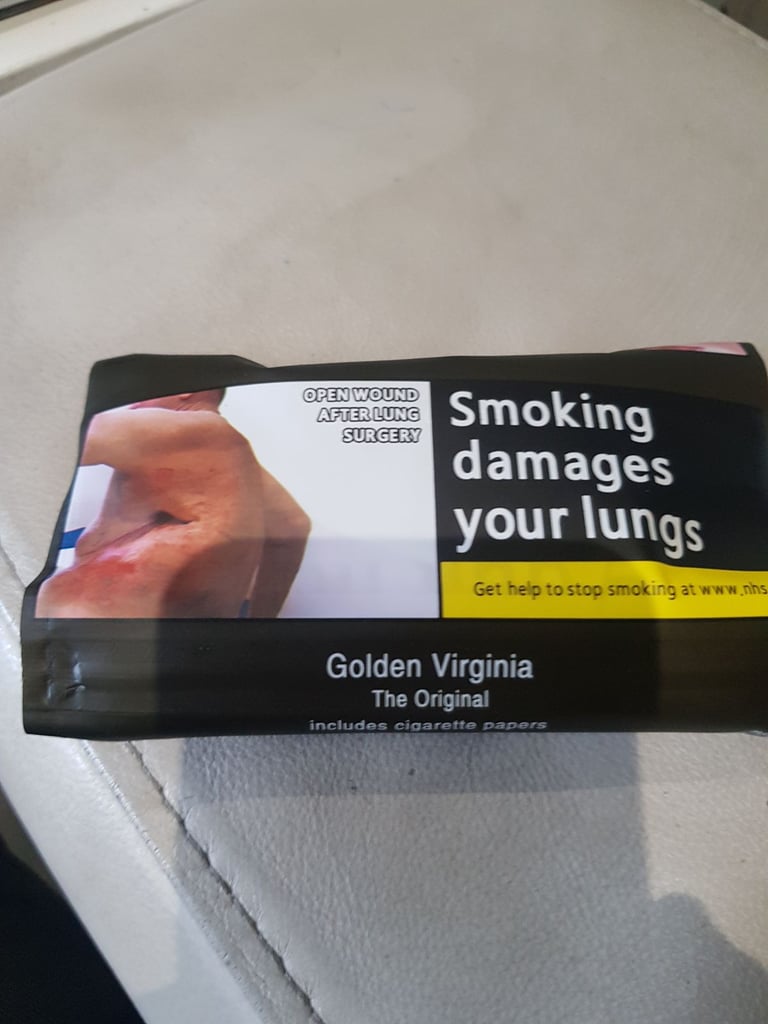 OPEN WOUND
AFTER LUNG
SURGERY
Smoking
damages
your lungs
Get help to stop smoking at www.nhs
Golden Virginia
The Original
includes cigarette papers